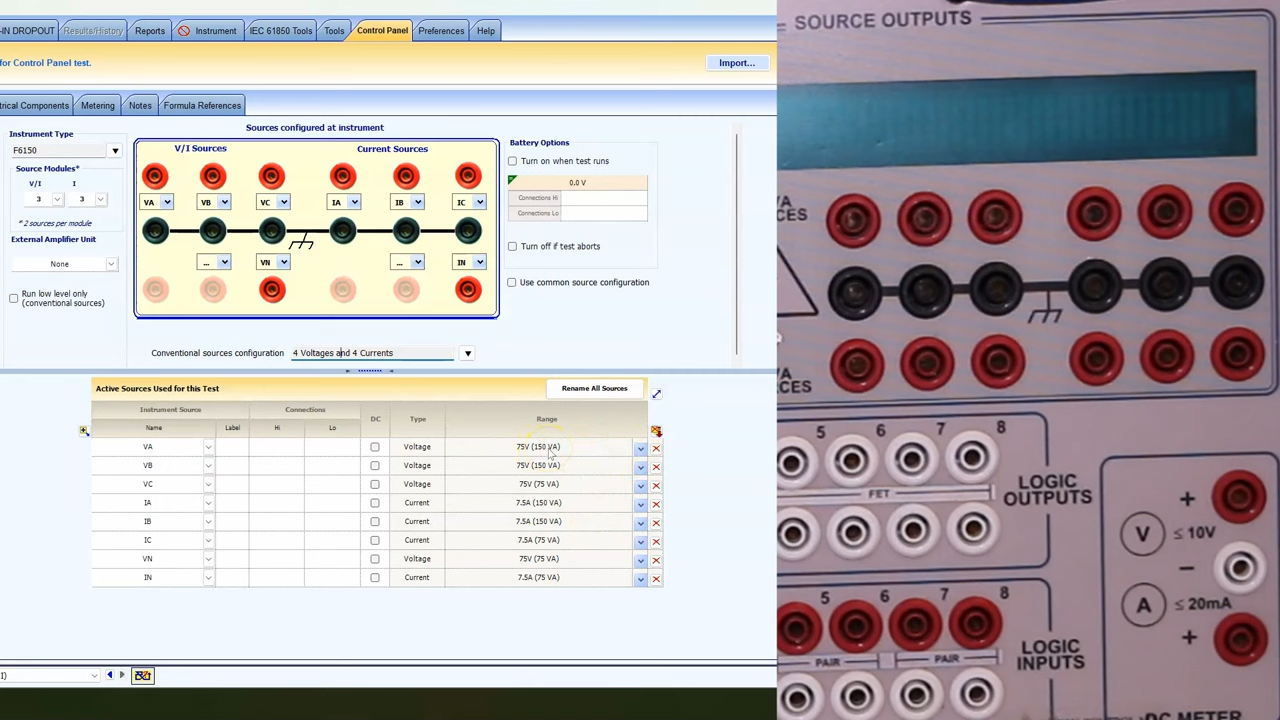 -IN DROPOUT Results/History Reports Instrument IEC 61850 Tools Tools Control Panel Preferences Help
for Control Panel test. Import...
trical Components Metering Notes Formula References
Instrument Type
F6150
Source Modules*
V/I I
3 3
* 2 sources per module
External Amplifier Unit
None
Run low level only
(conventional sources)
Sources configured at instrument
V/I Sources Current Sources
VA VB VC IA IB IC
... VN ... IN
Conventional sources configuration 4 Voltages and 4 Currents
Battery Options
Turn on when test runs
0.0 V
Connections Hi
Connections Lo
Turn off if test aborts
Use common source configuration
Active Sources Used for this Test Rename All Sources
Instrument Source Connections DC Type Range
Name Label Hi Lo
VA Voltage 75V (150 VA)
VB Voltage 75V (150 VA)
VC Voltage 75V (75 VA)
IA Current 7.5A (150 VA)
IB Current 7.5A (150 VA)
IC Current 7.5A (75 VA)
VN Voltage 75V (75 VA)
IN Current 7.5A (75 VA)
I)
SOURCE OUTPUTS
VA
RCES
VA
CES
5 6 7 8
FET
LOGIC
OUTPUTS
5 6 7 8
PAIR PAIR
LOGIC
INPUTS
+
V ≤ 10V
−
A ≤ 20mA
+
DC METER